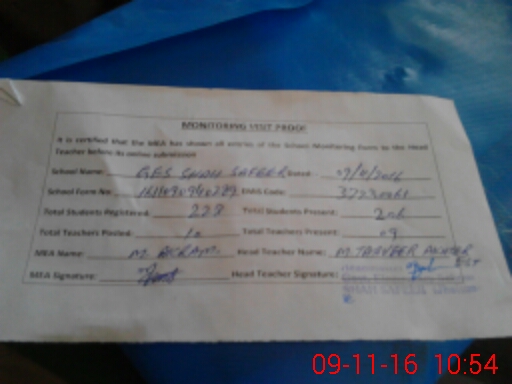 MONITORING VISIT PROOF
It is certified that the MEA has shown all entries of the School Monitoring Form to the Head
Teacher before its online submission
School Name: GES SHAH SAFEER Dated:
School Form No: EMIS Code:
Total Students Registered: 228 Total Students Present: 206
Total Teachers Posted: 10 Total Teachers Present: 09
MEA Name: M. AKRAM Head Teacher Name: M TANVEER AKHTER
EST
MEA Signature: Head Teacher Signature:
09-11-16 10:54